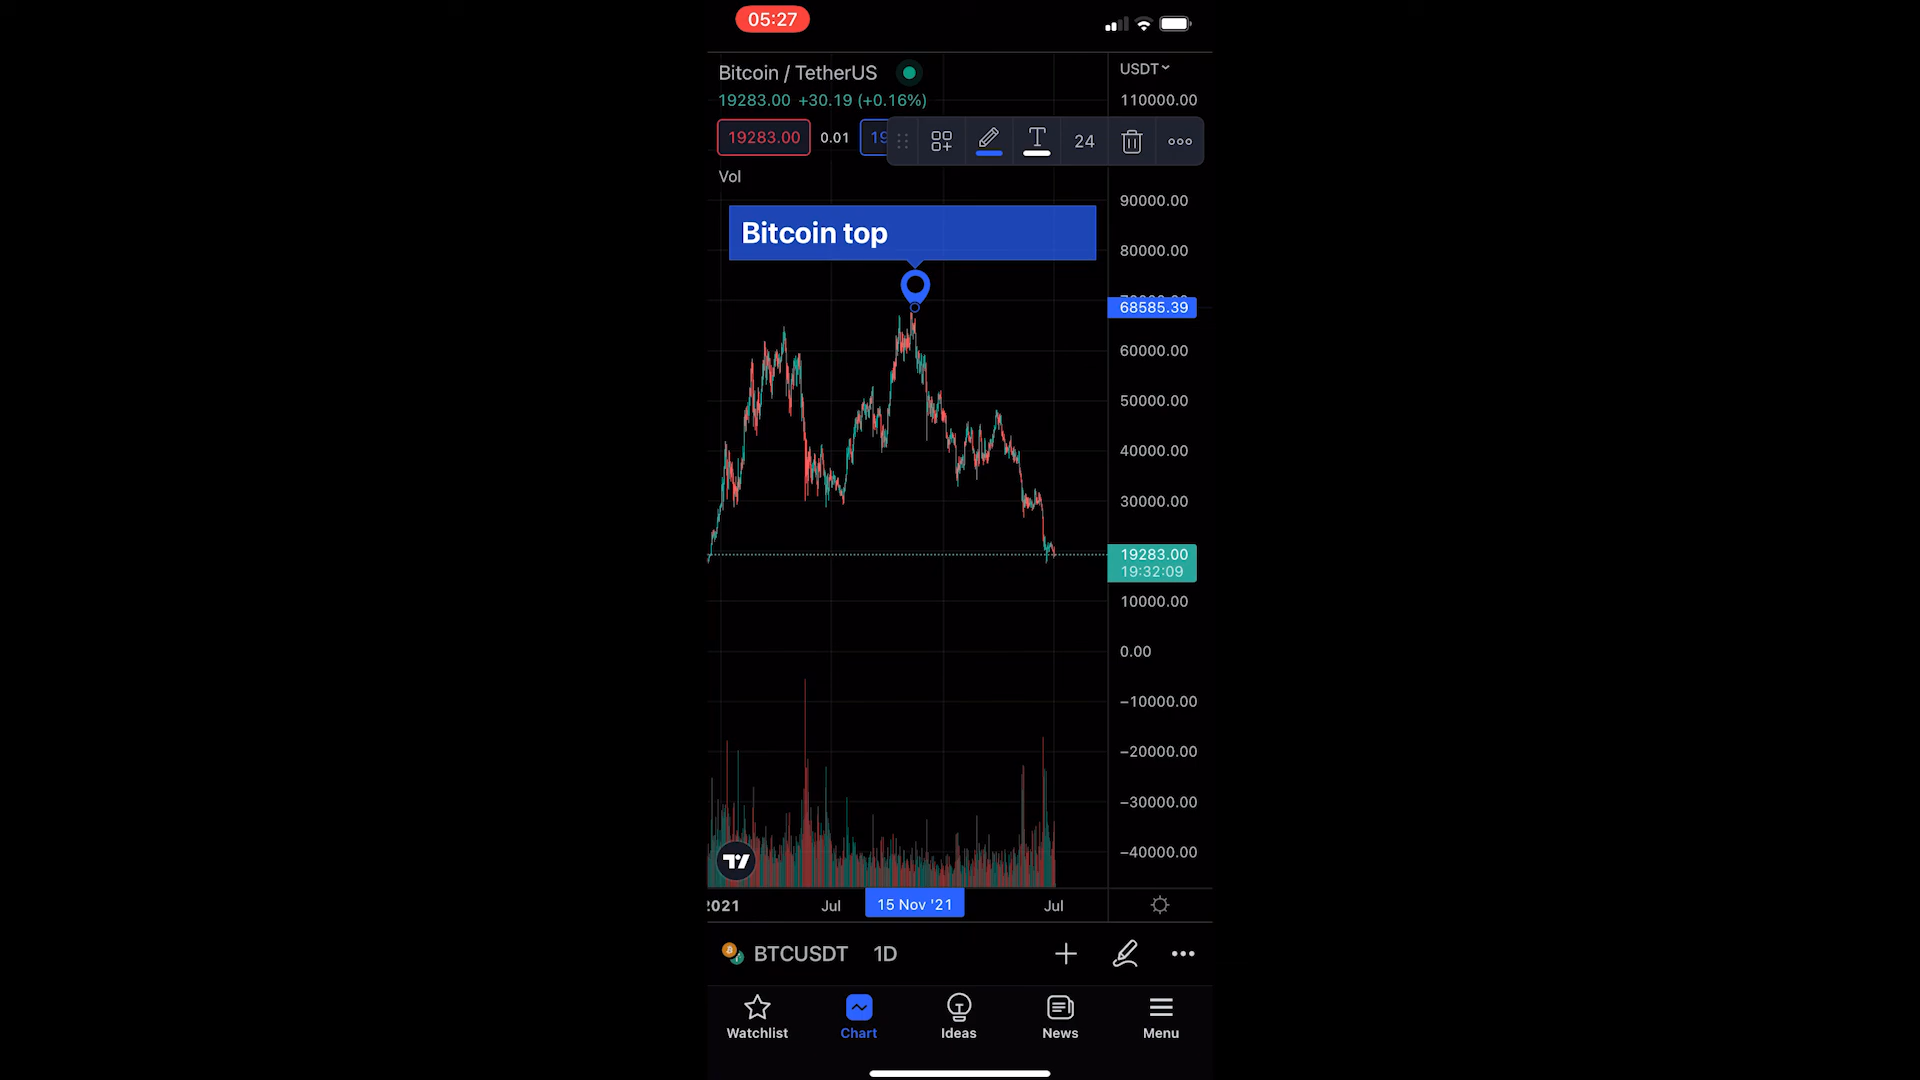 05:27
Bitcoin / TetherUS
USDT
19283.00 +30.19 (+0.16%)
110000.00
19283.00
0.01
19
T
24
Vol
90000.00
Bitcoin top
80000.00
68585.39
60000.00
50000.00
40000.00
30000.00
19283.00
19:32:09
10000.00
0.00
−10000.00
−20000.00
−30000.00
−40000.00
2021
Jul
15 Nov '21
Jul
BTCUSDT
1D
Watchlist
Chart
Ideas
News
Menu